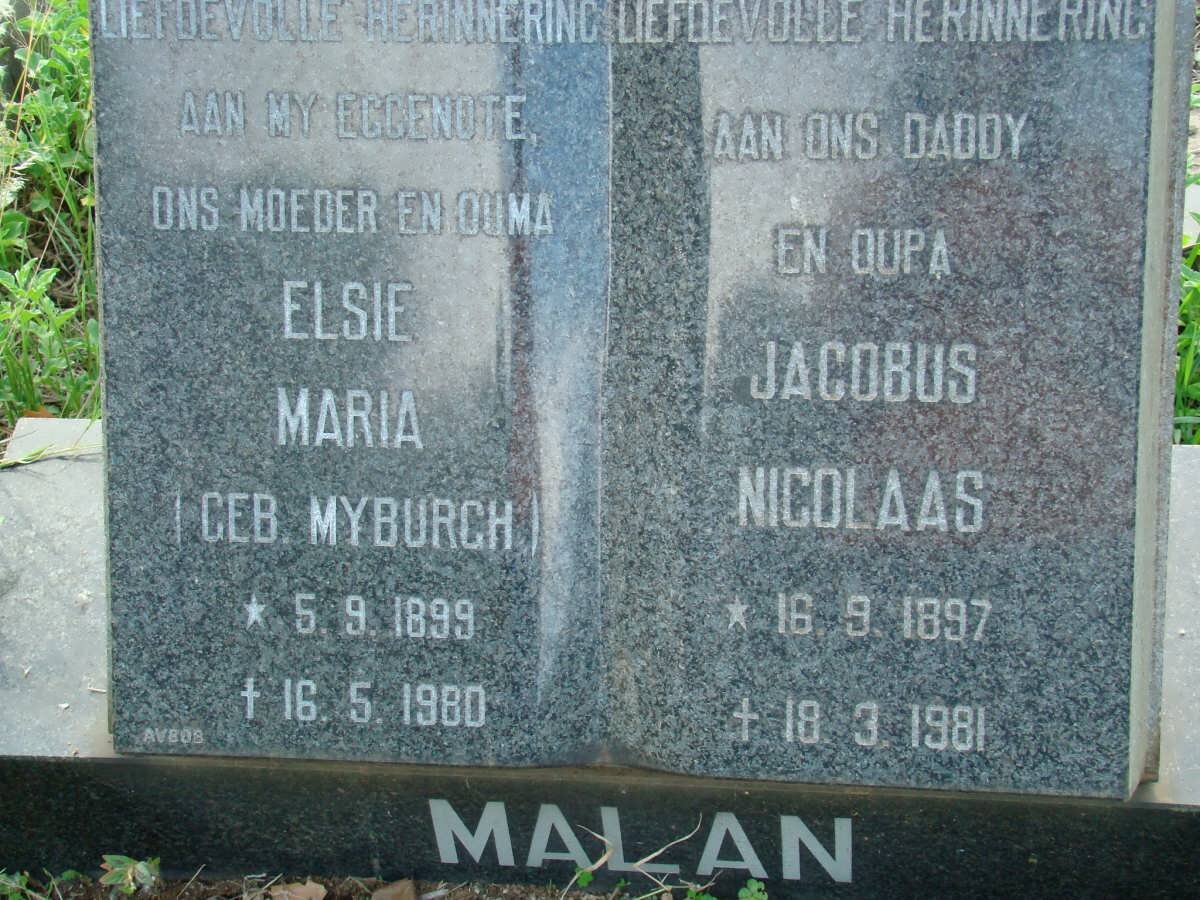 LIEFDEVOLLE HERINNERING
AAN MY EGGENOTE,
ONS MOEDER EN OUMA
ELSIE
MARIA
(GEB. MYBURGH)
★ 5. 9. 1899
† 16. 5. 1980
AVBOB
LIEFDEVOLLE HERINNERING
AAN ONS DADDY
EN OUPA
JACOBUS
NICOLAAS
★ 16. 9. 1897
† 18. 3. 1981
MALAN